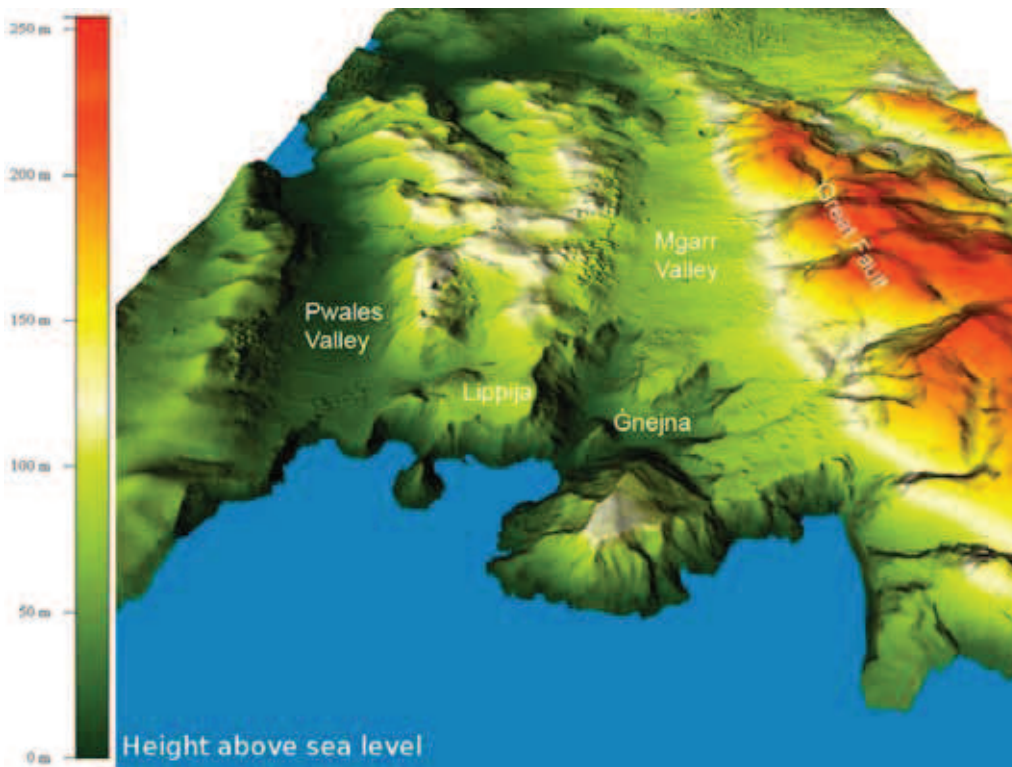 250 m
200 m
150 m
100 m
50 m
0 m
Great Fault
Mgarr
Valley
Pwales
Valley
Lippija
Ġnejna
Height above sea level